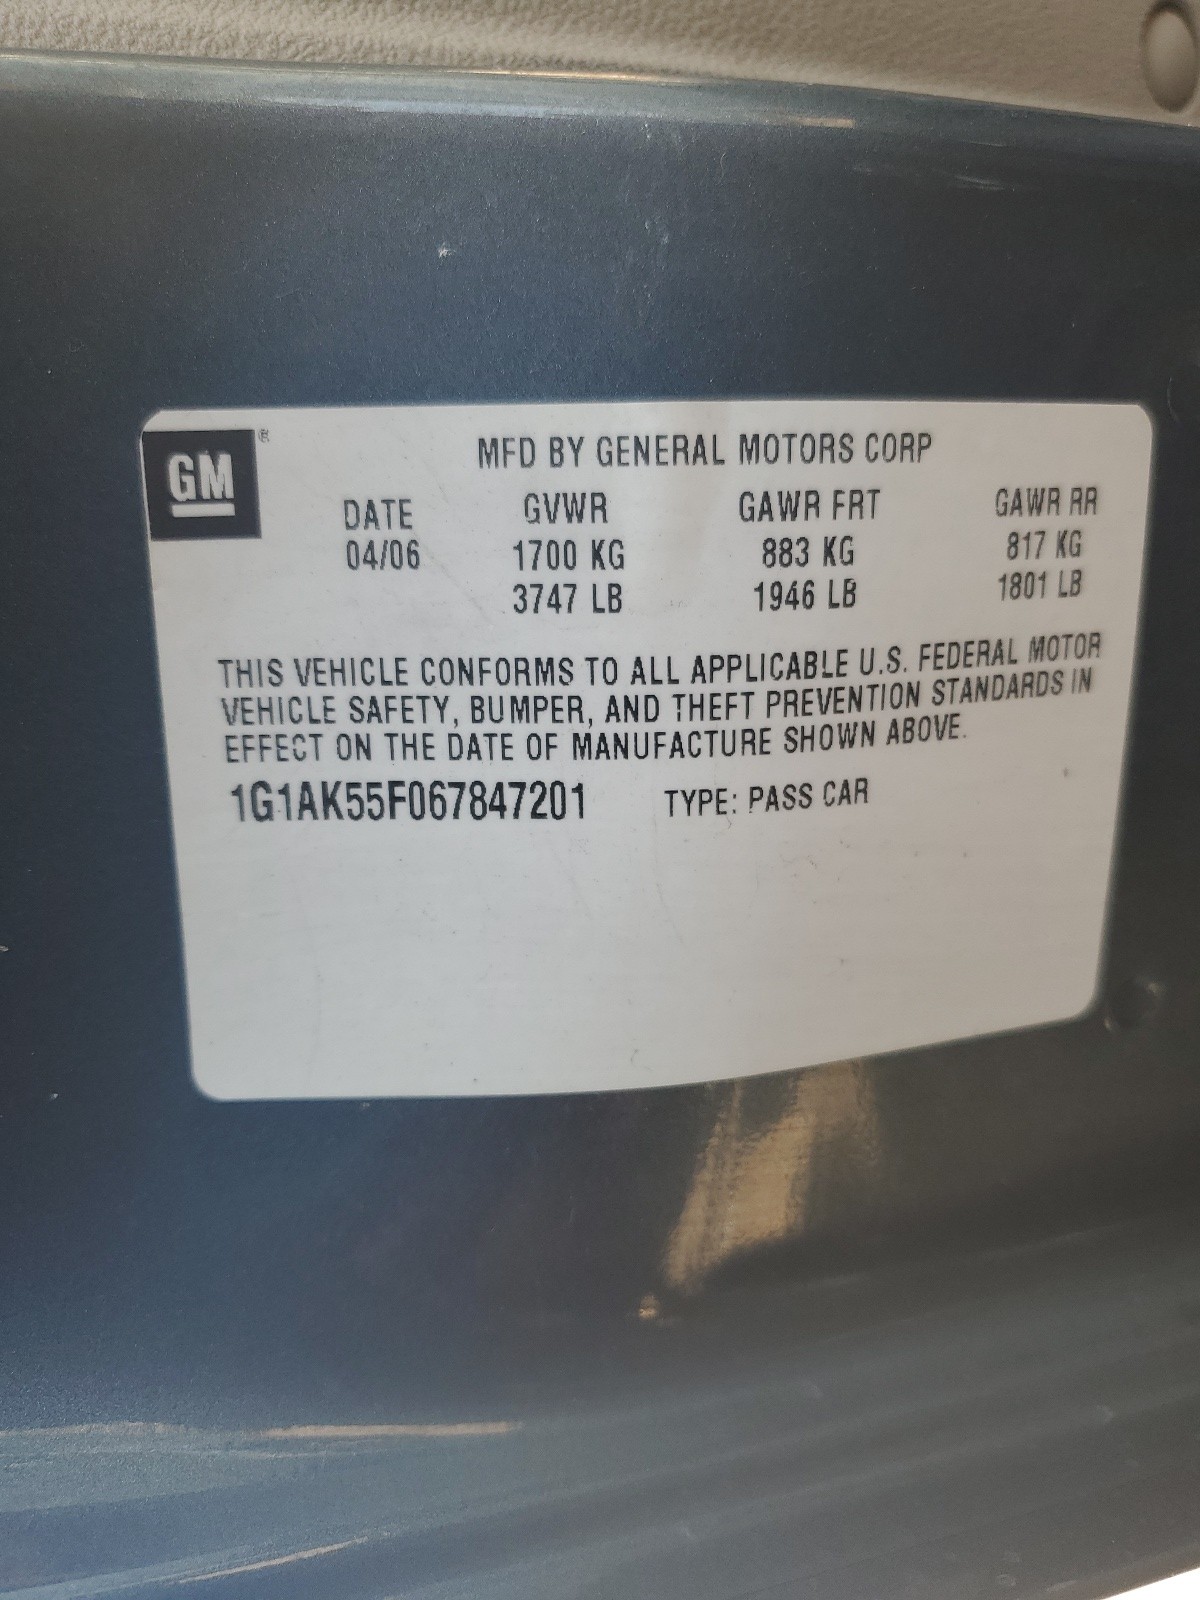 GM ®
MFD BY GENERAL MOTORS CORP
DATE GVWR GAWR FRT GAWR RR
04/06 1700 KG 883 KG 817 KG
3747 LB 1946 LB 1801 LB
THIS VEHICLE CONFORMS TO ALL APPLICABLE U.S. FEDERAL MOTOR
VEHICLE SAFETY, BUMPER, AND THEFT PREVENTION STANDARDS IN
EFFECT ON THE DATE OF MANUFACTURE SHOWN ABOVE.
1G1AK55F067847201 TYPE: PASS CAR